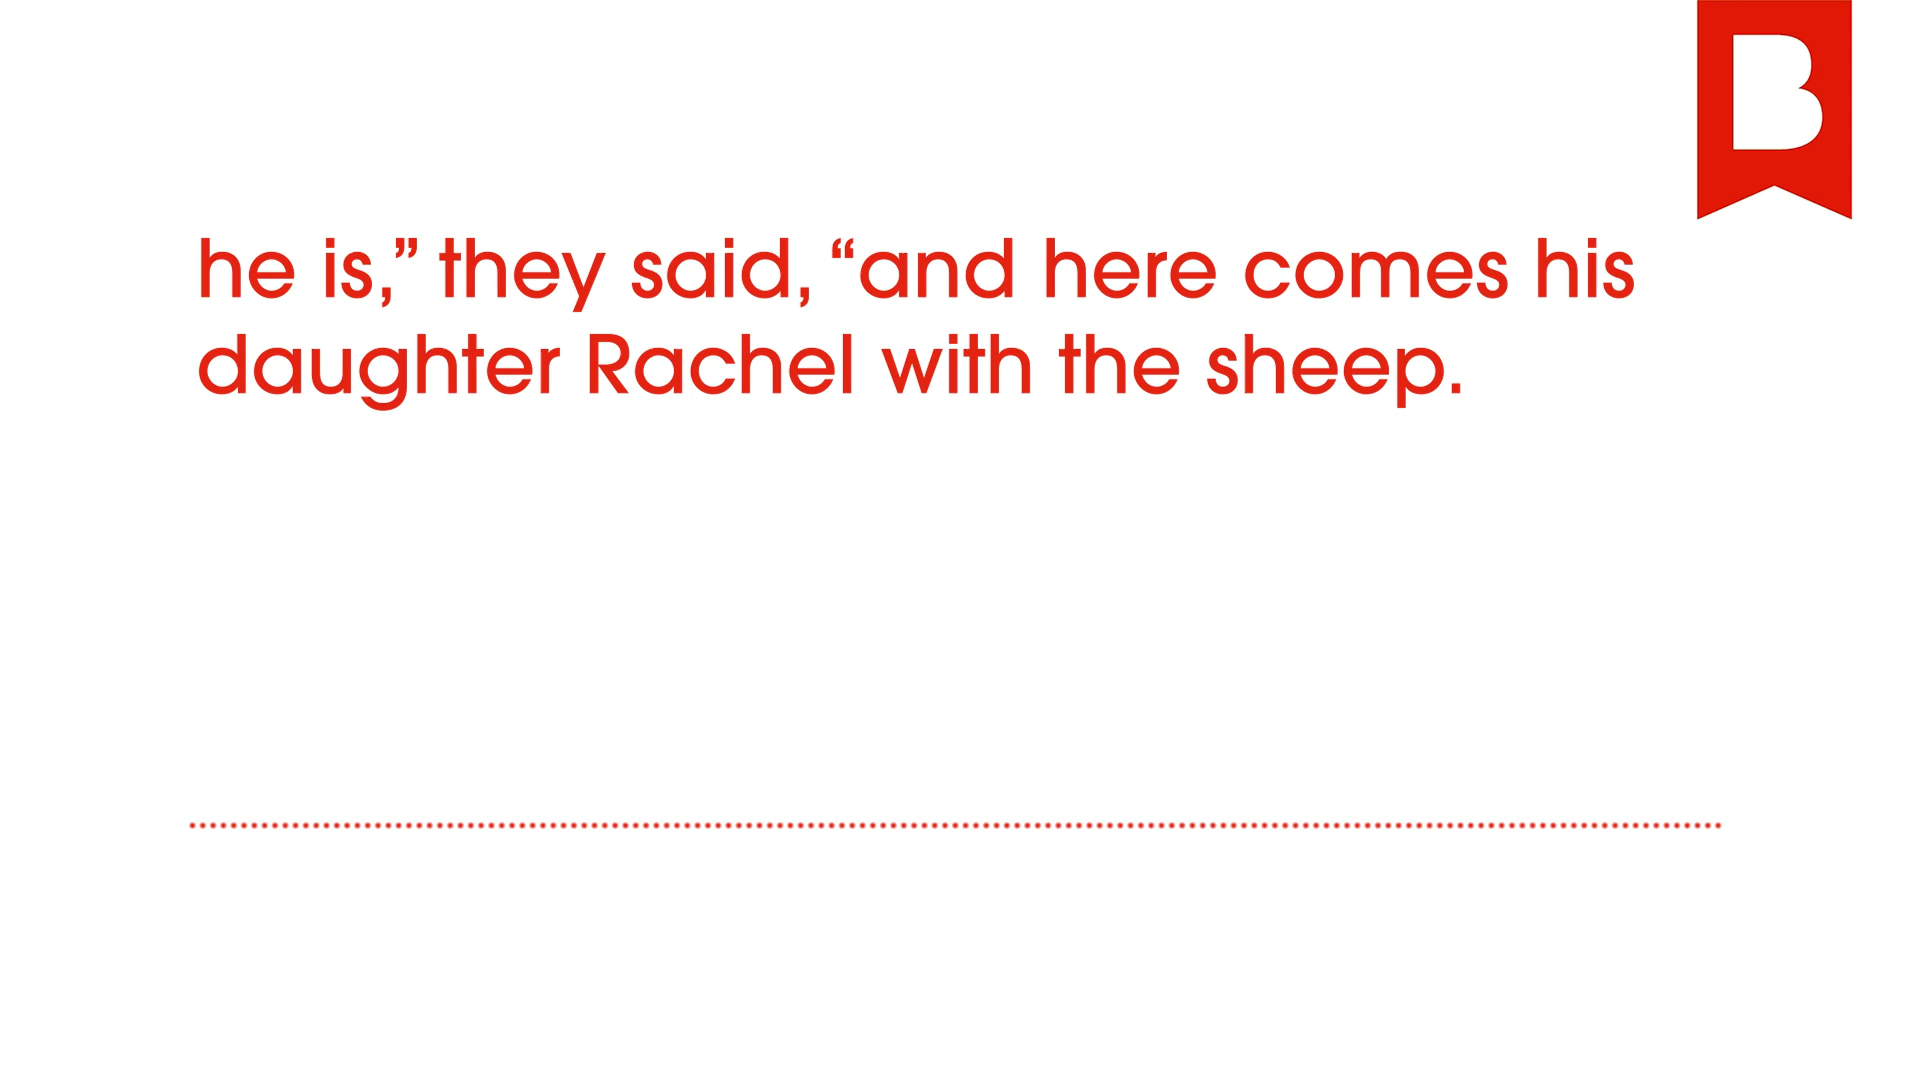 B
he is,” they said, “and here comes his
daughter Rachel with the sheep.